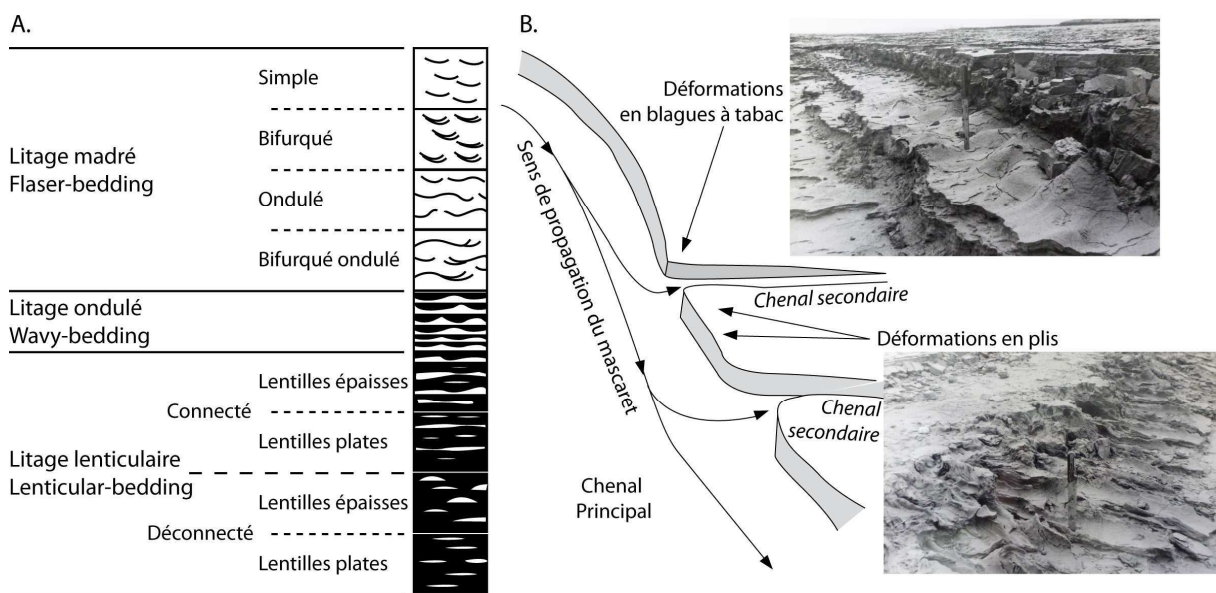 A.
Litage madré
Flaser-bedding
Simple
Bifurqué
Ondulé
Bifurqué ondulé
Litage ondulé
Wavy-bedding
Lentilles épaisses
Connecté
Lentilles plates
Litage lenticulaire
Lenticular-bedding
Lentilles épaisses
Déconnecté
Lentilles plates
B.
Déformations
en blagues à tabac
Sens de propagation du mascaret
Chenal secondaire
Déformations en plis
Chenal
secondaire
Chenal
Principal